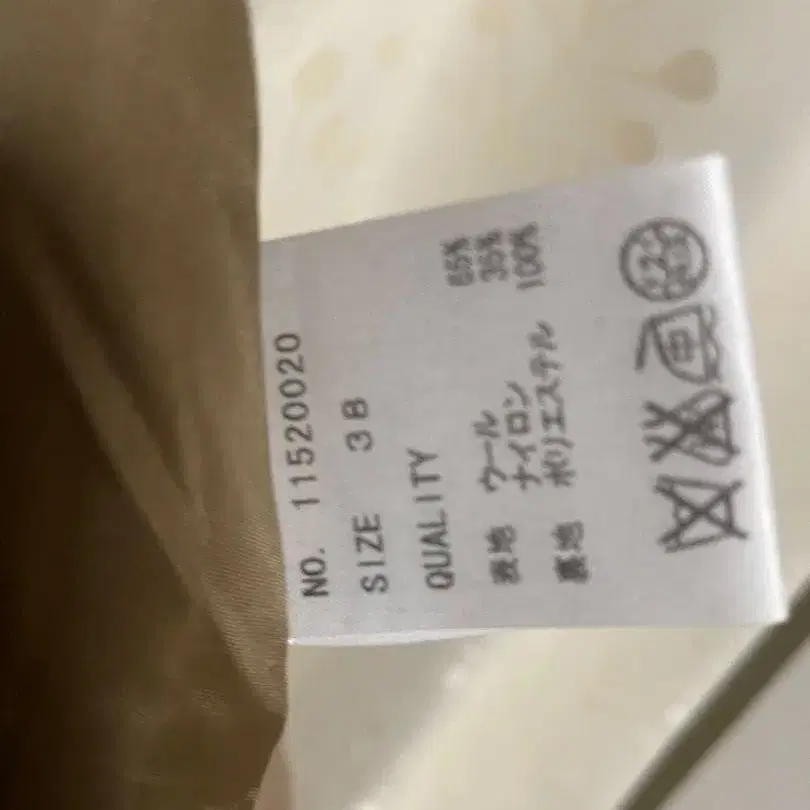 NO. 11520020
SIZE 38
QUALITY
表地 ウール 65%
ナイロン 35%
裏地 ポリエステル 100%
中